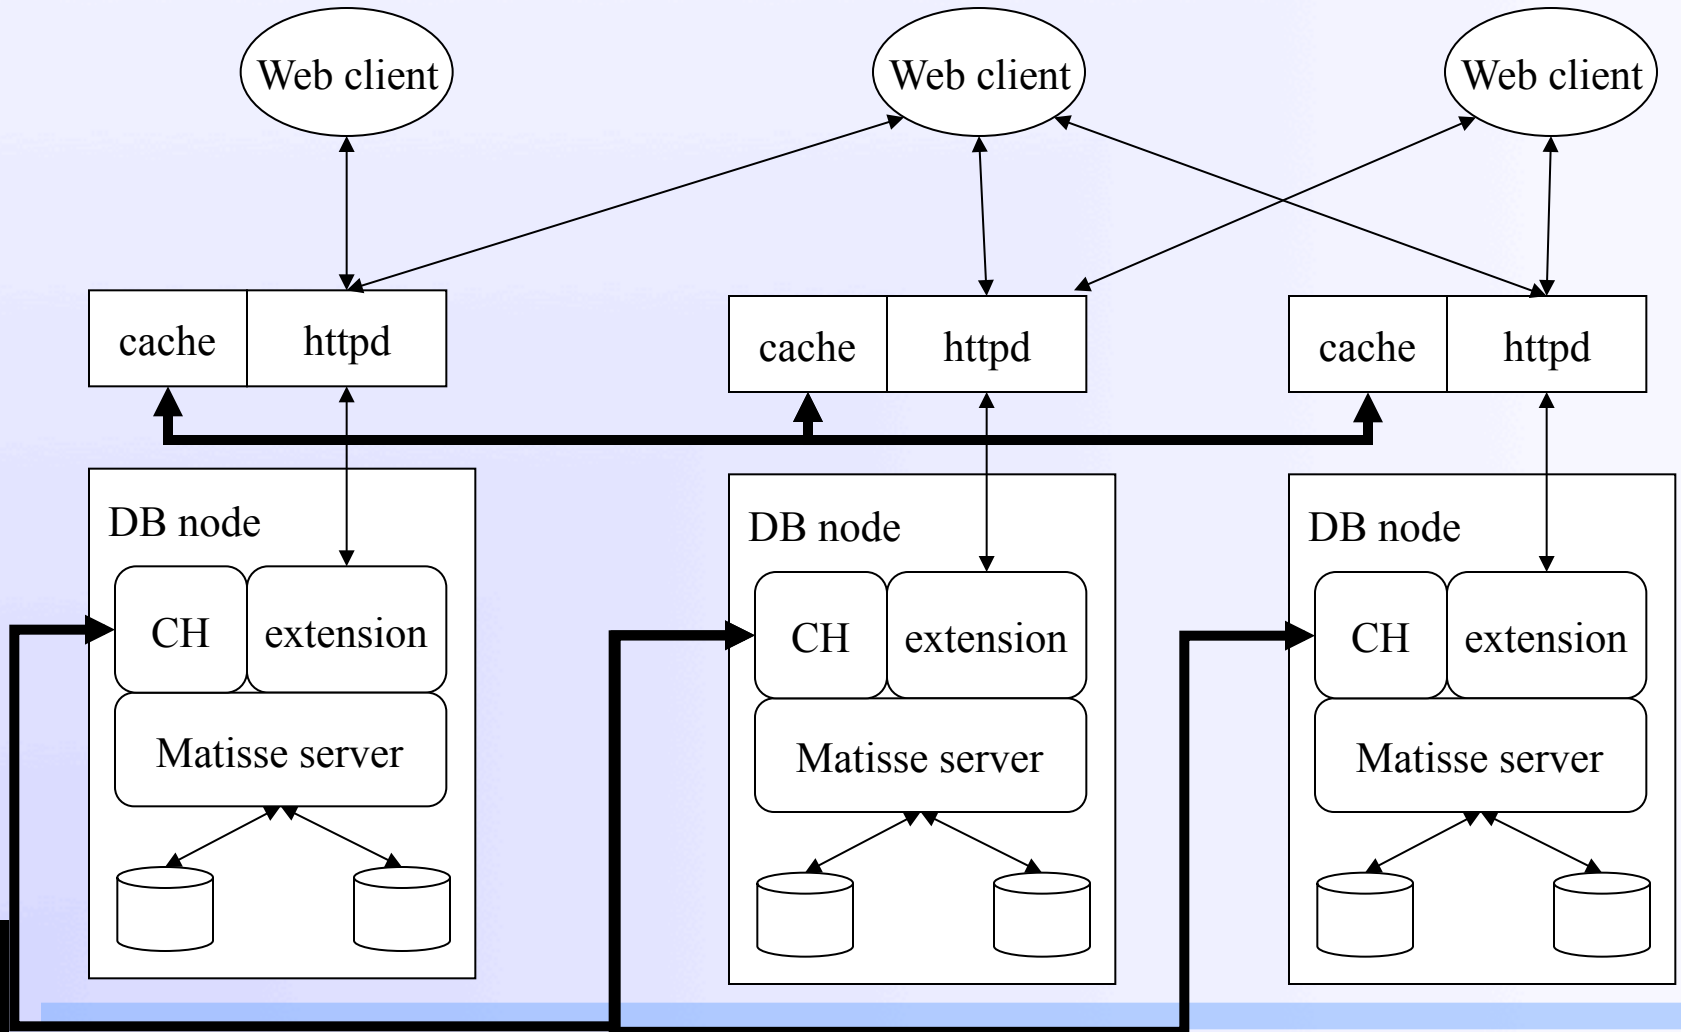 Web client
Web client
Web client
cache
httpd
cache
httpd
cache
httpd
DB node
DB node
DB node
CH
extension
CH
extension
CH
extension
Matisse server
Matisse server
Matisse server